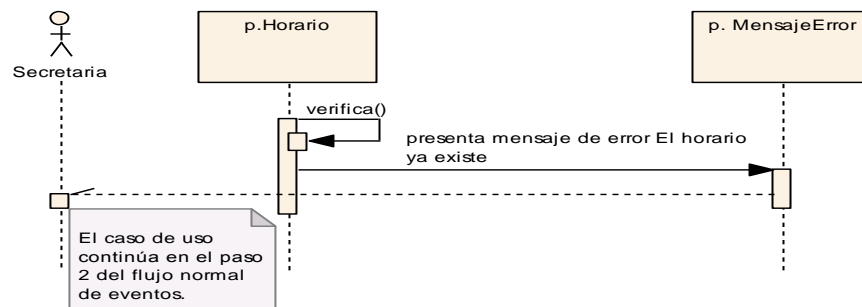 Secretaria
p.Horario
p. MensajeError
verifica()
presenta mensaje de error El horario
ya existe
El caso de uso
continúa en el paso
2 del flujo normal
de eventos.